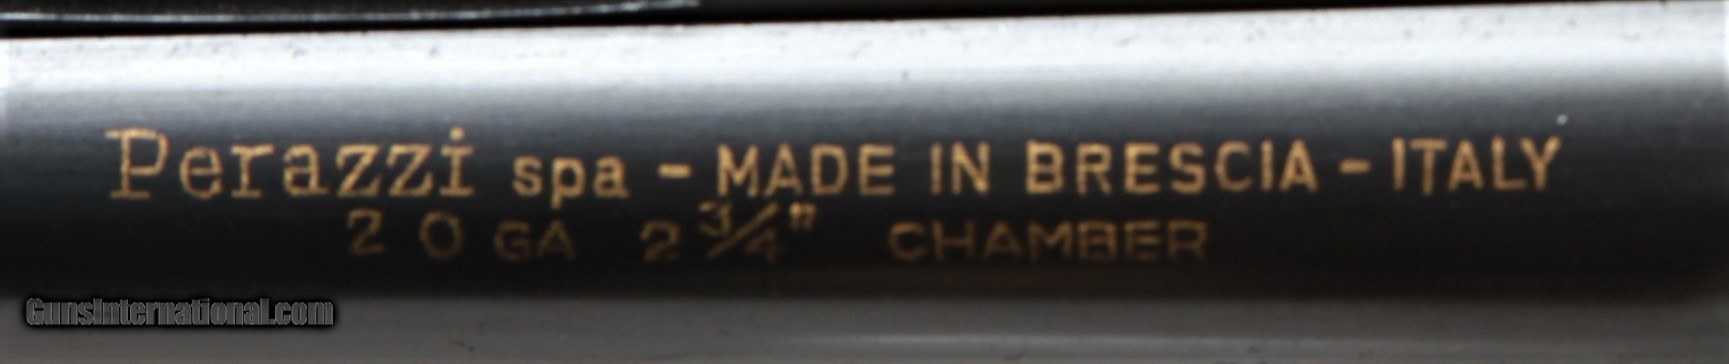 Perazzi spa - MADE IN BRESCIA - ITALY
20 GA 2 3/4" CHAMBER
GunsInternational.com